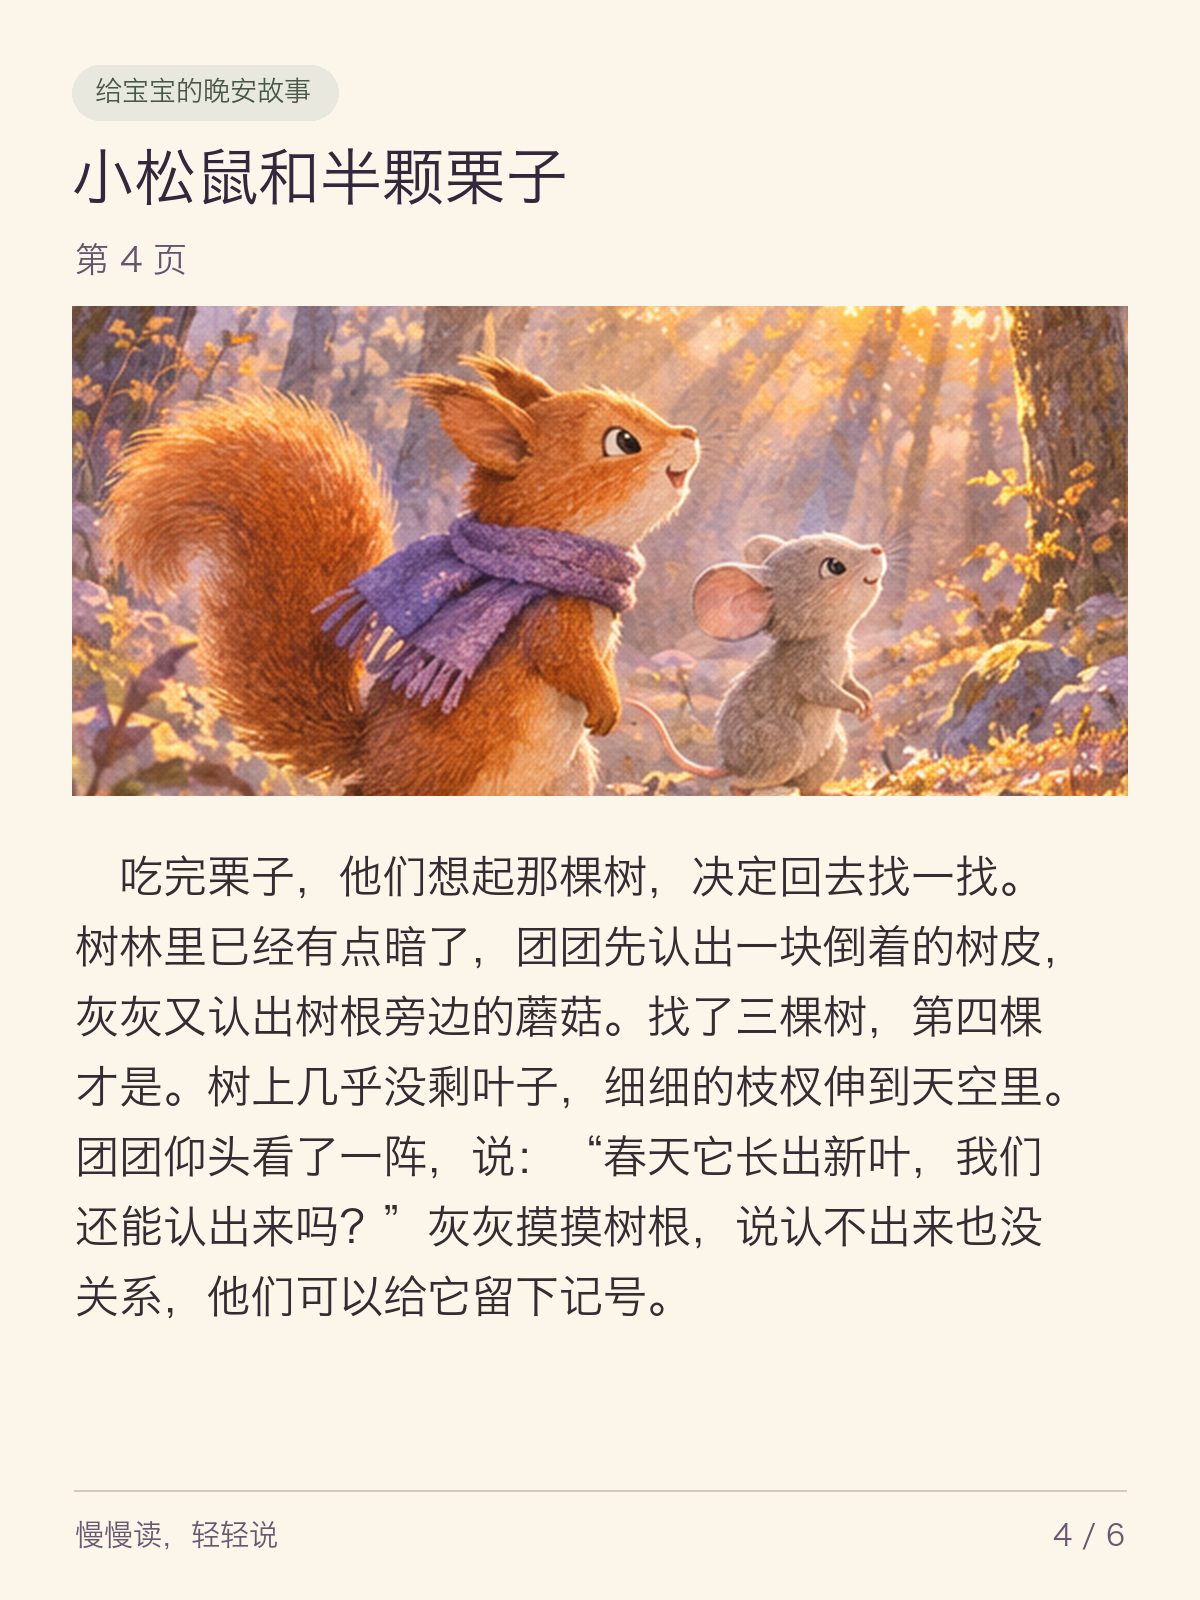 给宝宝的晚安故事
小松鼠和半颗栗子
第 4 页
吃完栗子，他们想起那棵树，决定回去找一找。
树林里已经有点暗了，团团先认出一块倒着的树皮，
灰灰又认出树根旁边的蘑菇。找了三棵树，第四棵
才是。树上几乎没剩叶子，细细的枝杈伸到天空里。
团团仰头看了一阵，说：“春天它长出新叶，我们
还能认出来吗？”灰灰摸摸树根，说认不出来也没
关系，他们可以给它留下记号。
慢慢读，轻轻说
4 / 6